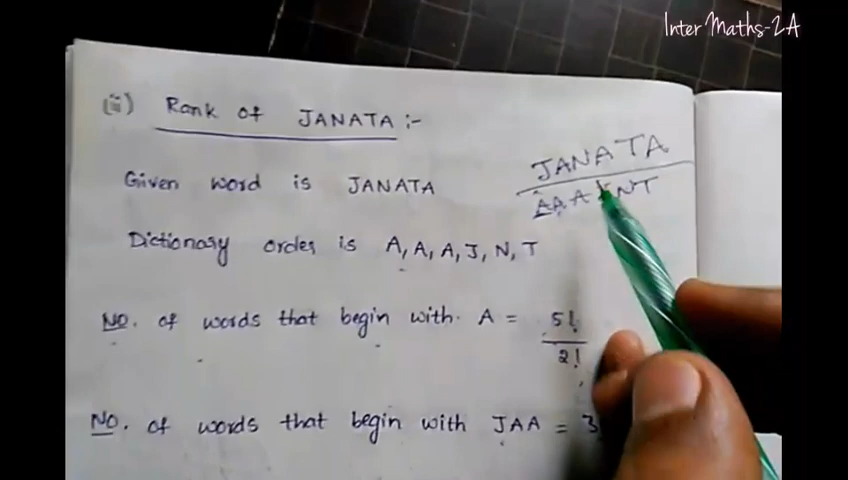 Inter Maths-2A
(ii) Rank of JANATA :-
JANATA
Given word is JANATA
A A A NT
Dictionary order is A, A, A, J, N, T
No. of words that begin with A = 5!/2!
No. of words that begin with JAA = 3